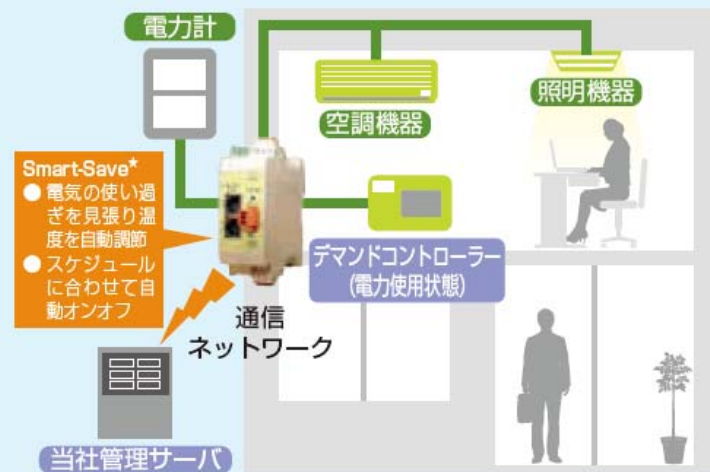 電力計
空調機器
照明機器
Smart-Save★
● 電気の使い過
ぎを見張り温
度を自動調節
● スケジュール
に合わせて自
動オンオフ
デマンドコントローラー
(電力使用状態)
通信
ネットワーク
当社管理サーバ